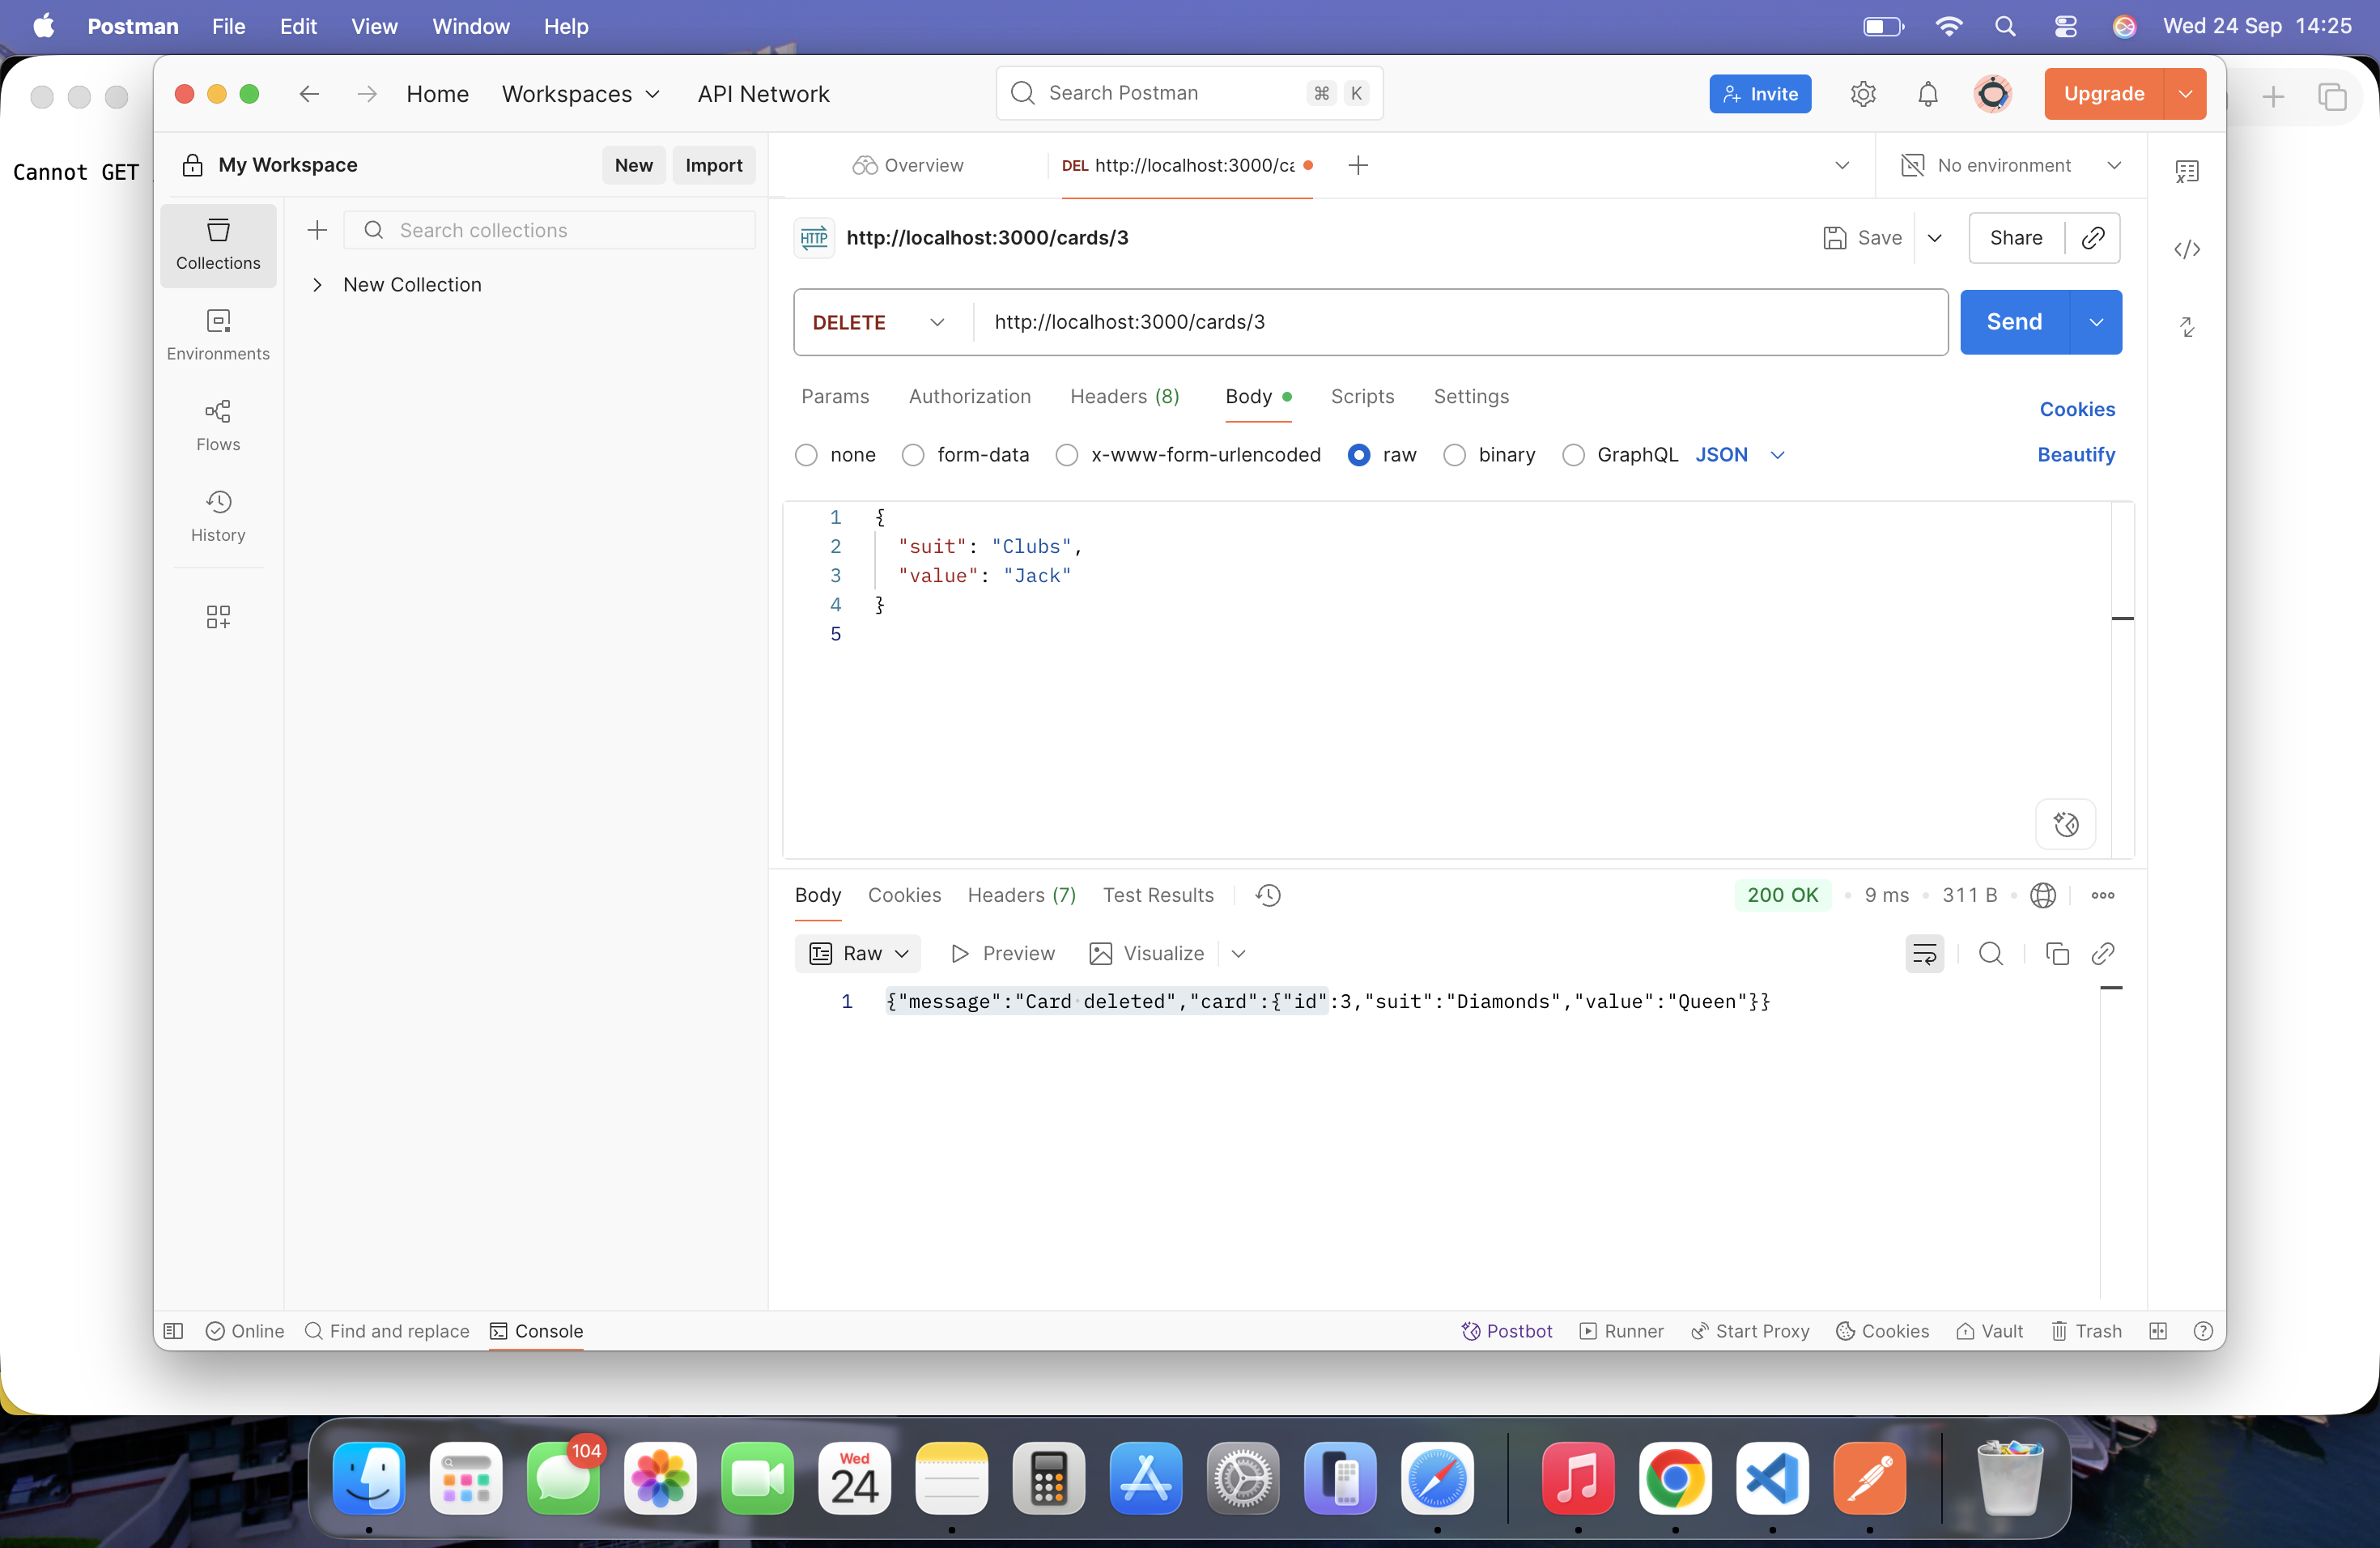 Postman File Edit View Window Help Wed 24 Sep 14:25
Home Workspaces API Network Search Postman ⌘ K Invite Upgrade
Cannot GET
My Workspace New Import
Overview DEL http://localhost:3000/ca No environment
Collections
Search collections
New Collection
Environments
Flows
History
HTTP http://localhost:3000/cards/3 Save Share
DELETE http://localhost:3000/cards/3 Send
Params Authorization Headers (8) Body Scripts Settings Cookies
none form-data x-www-form-urlencoded raw binary GraphQL JSON Beautify
1 {
2 "suit": "Clubs",
3 "value": "Jack"
4 }
5
Body Cookies Headers (7) Test Results 200 OK 9 ms 311 B
Raw Preview Visualize
1 {"message":"Card deleted","card":{"id":3,"suit":"Diamonds","value":"Queen"}}
Online Find and replace Console Postbot Runner Start Proxy Cookies Vault Trash
104
Wed
24